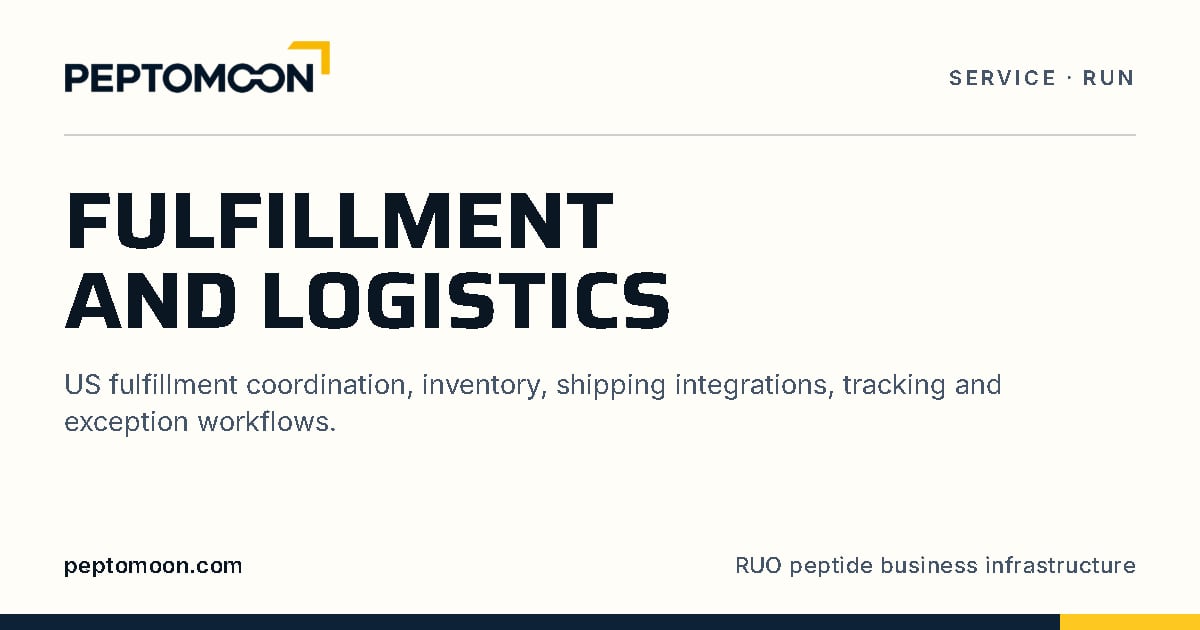 PEPTOMOON
SERVICE · RUN
FULFILLMENT
AND LOGISTICS
US fulfillment coordination, inventory, shipping integrations, tracking and
exception workflows.
peptomoon.com
RUO peptide business infrastructure